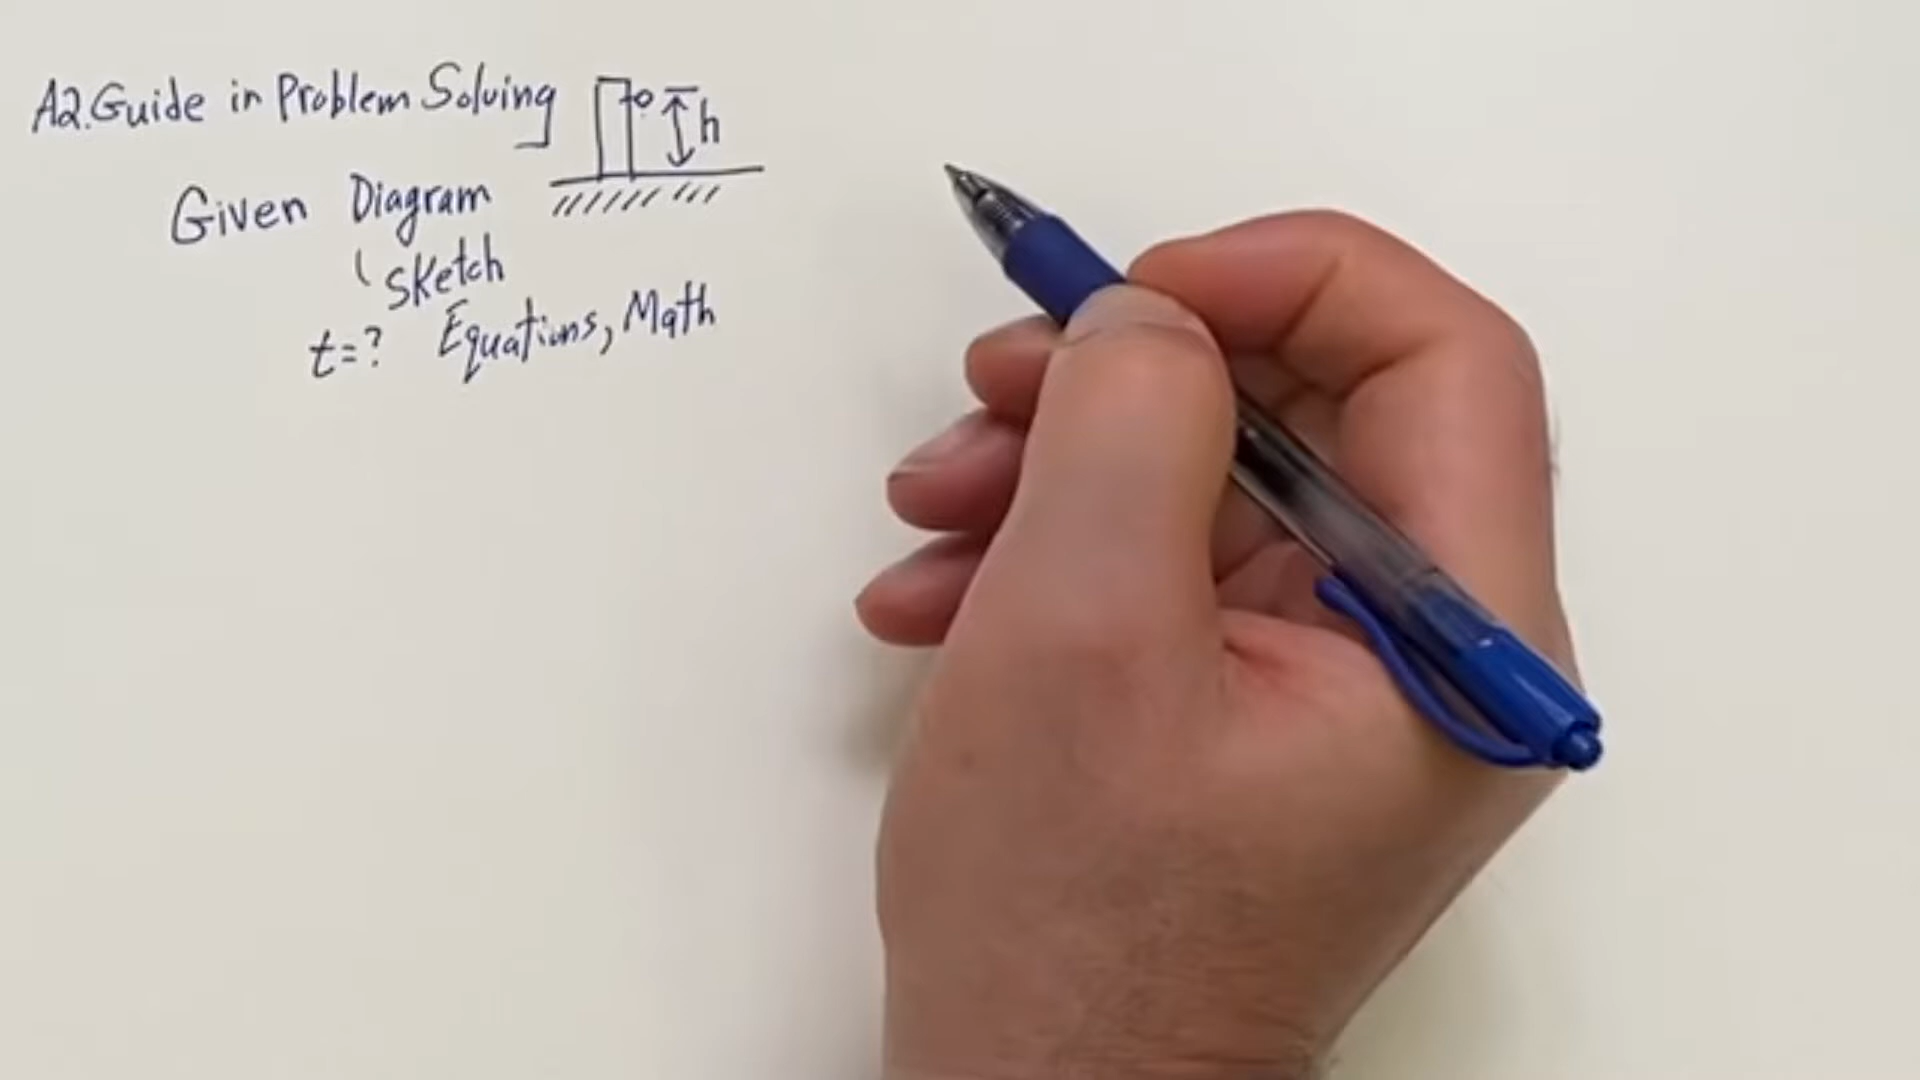 A2. Guide in Problem Solving
h
Given Diagram
Sketch
t=? Equations, Math